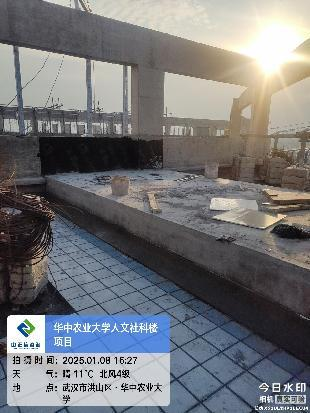 华中农业大学人文社科楼
项目
拍摄时间：2025.01.08 16:27
天 气：晴 11℃ 北风4级
地 点：武汉市洪山区·华中农业大
学
今日水印
相机
真实可验